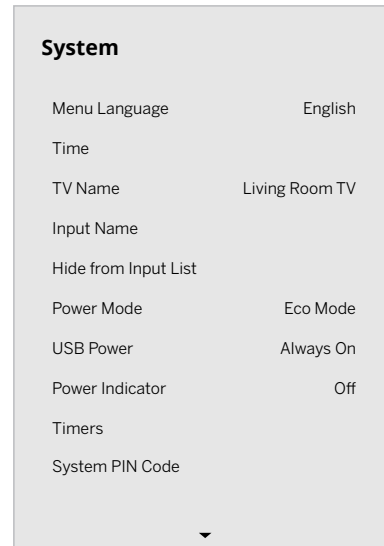 System
Menu Language English
Time
TV Name Living Room TV
Input Name
Hide from Input List
Power Mode Eco Mode
USB Power Always On
Power Indicator Off
Timers
System PIN Code